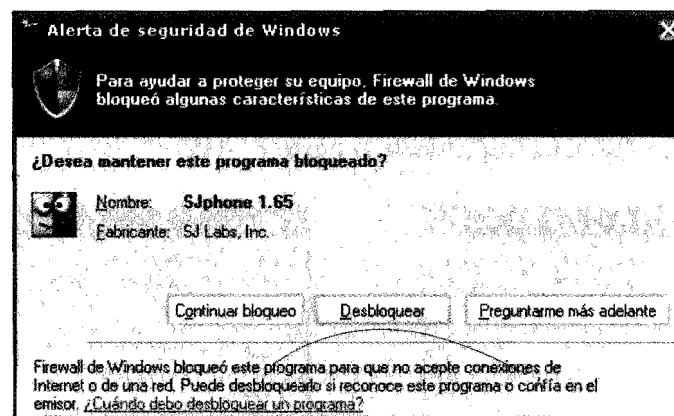 Alerta de seguridad de Windows
Para ayudar a proteger su equipo, Firewall de Windows
bloqueó algunas características de este programa.
¿Desea mantener este programa bloqueado?
Nombre: SJphone 1.65
Fabricante: SJ Labs, Inc.
Continuar bloqueo Desbloquear Preguntarme más adelante
Firewall de Windows bloqueó este programa para que no acepte conexiones de
Internet o de una red. Puede desbloquearlo si reconoce este programa o confía en el
emisor. ¿Cuándo debo desbloquear un programa?